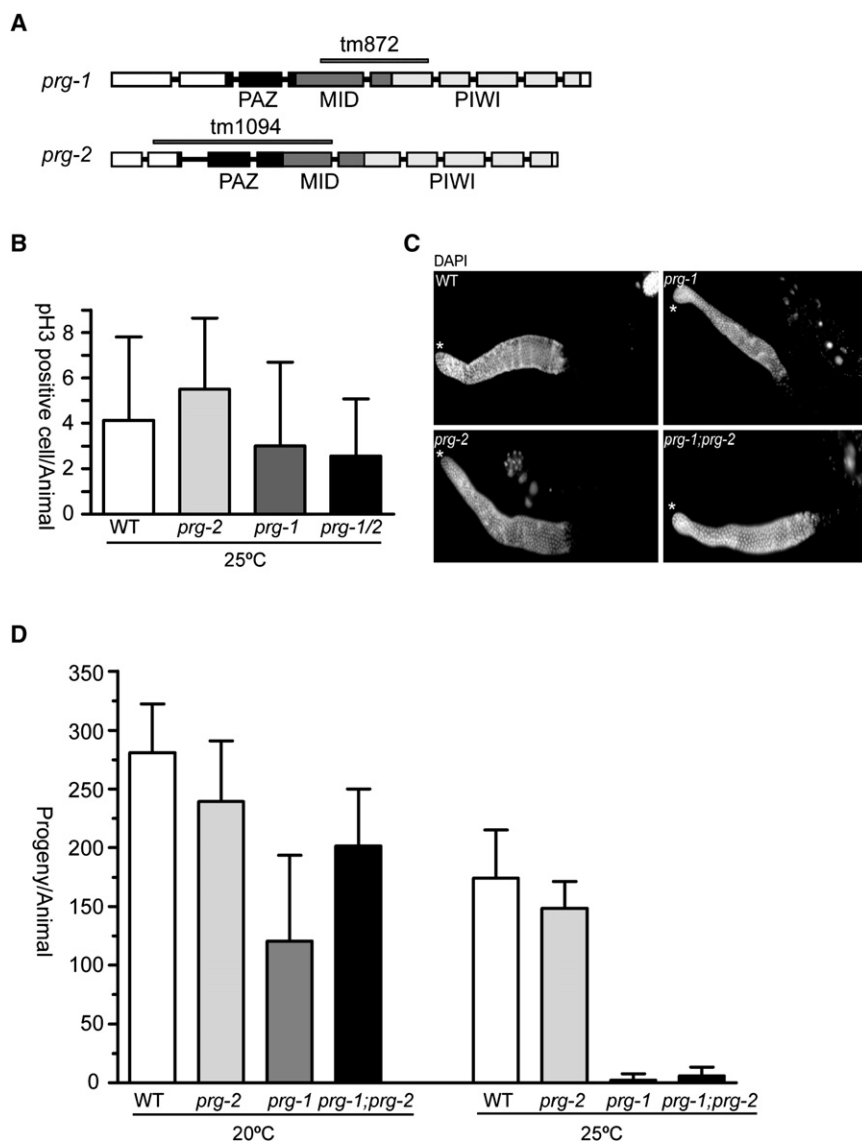 A
tm872
prg-1
PAZ MID PIWI
tm1094
prg-2
PAZ MID PIWI
B
pH3 positive cell/Animal
8
6
4
2
0
WT prg-2 prg-1 prg-1/2
25ºC
C
DAPI
WT
*
prg-1
*
prg-2
*
prg-1;prg-2
*
D
Progeny/Animal
350
300
250
200
150
100
50
0
WT prg-2 prg-1 prg-1;prg-2 WT prg-2 prg-1 prg-1;prg-2
20ºC 25ºC